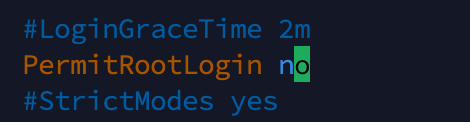 #LoginGraceTime 2m
PermitRootLogin no
#StrictModes yes